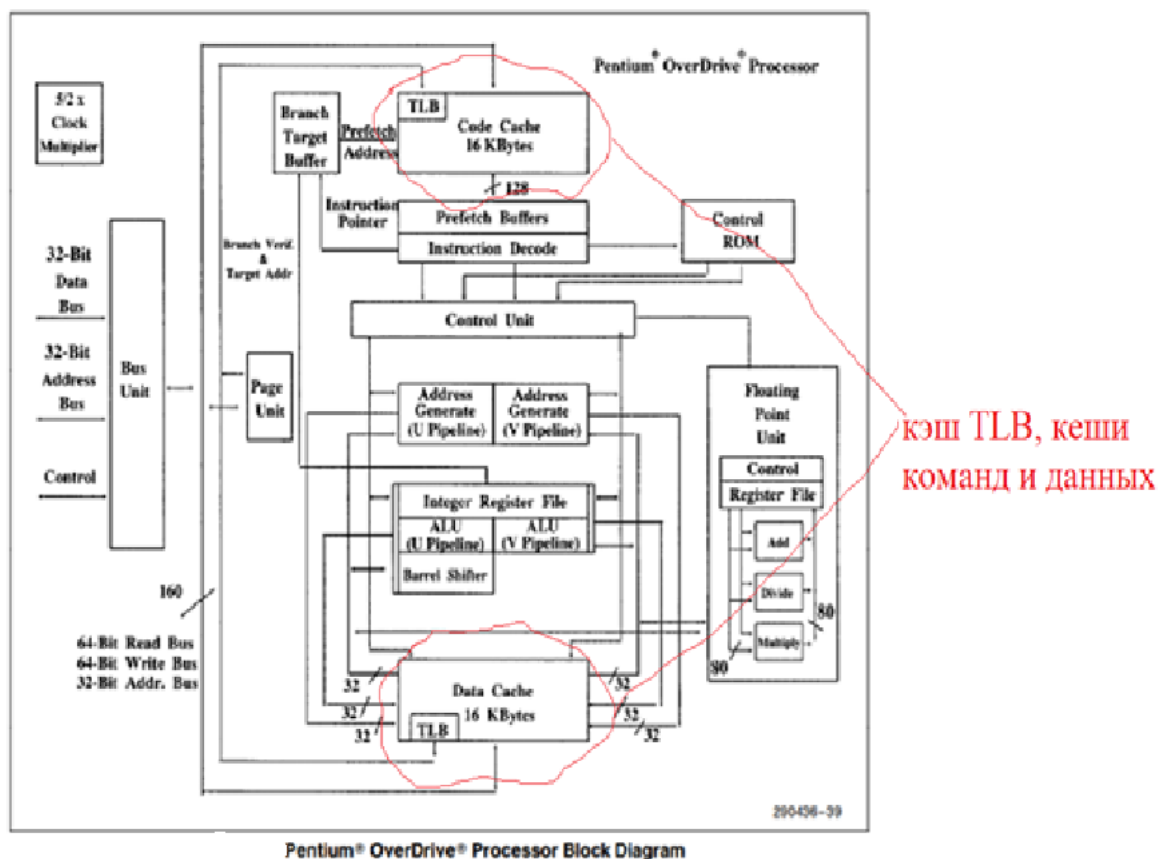 Pentium® OverDrive® Processor
5/2 x
Clock
Multiplier
Branch
Target
Buffer
Prefetch
Address
TLB
Code Cache
16 KBytes
128
Instruction
Pointer
Prefetch Buffers
Instruction Decode
Control
ROM
Branch Verif.
&
Target Addr
32-Bit
Data
Bus
32-Bit
Address
Bus
Control
Bus
Unit
Page
Unit
Control Unit
Address
Generate
(U Pipeline)
Address
Generate
(V Pipeline)
Integer Register File
ALU
(U Pipeline)
ALU
(V Pipeline)
Barrel Shifter
Floating
Point
Unit
Control
Register File
Add
Divide
Multiply
80
80
кэш TLB, кеши
команд и данных
160
64-Bit Read Bus
64-Bit Write Bus
32-Bit Addr. Bus
32
32
32
Data Cache
16 KBytes
TLB
32
32
32
290436-39
Pentium® OverDrive® Processor Block Diagram